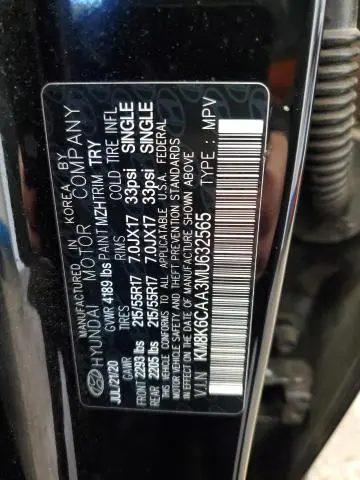 MANUFACTURED IN KOREA BY
HYUNDAI MOTOR COMPANY
JUL/21/20 GVWR 4189 lbs PAINT MZH TRIM TRY
GAWR TIRES RIMS COLD TIRE INFL
FRONT 2293 lbs 215/55R17 7.0JX17 33psi SINGLE
REAR 2205 lbs 215/55R17 7.0JX17 33psi SINGLE
THIS VEHICLE CONFORMS TO ALL APPLICABLE U.S.A. FEDERAL
MOTOR VEHICLE SAFETY, BUMPER, AND THEFT PREVENTION
STANDARDS IN EFFECT ON THE DATE OF MANUFACTURE SHOWN ABOVE
V.I.N KM8K6CAA3MU632565 TYPE: MPV